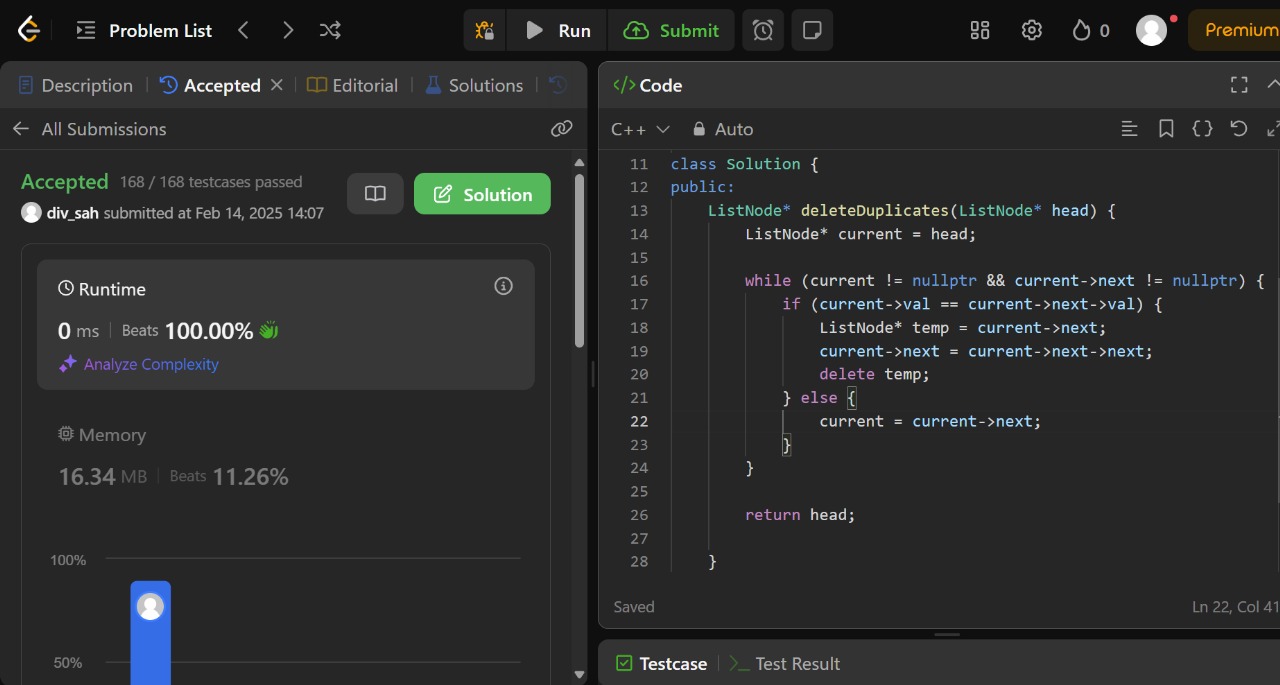 Problem List
Run
Submit
0
Premium
Description
Accepted
Editorial
Solutions
All Submissions
Accepted 168 / 168 testcases passed
div_sah submitted at Feb 14, 2025 14:07
Solution
Runtime
0 ms | Beats 100.00%
Analyze Complexity
Memory
16.34 MB | Beats 11.26%
100%
50%
</> Code
C++
Auto
11 class Solution {
12 public:
13     ListNode* deleteDuplicates(ListNode* head) {
14         ListNode* current = head;
15
16         while (current != nullptr && current->next != nullptr) {
17             if (current->val == current->next->val) {
18                 ListNode* temp = current->next;
19                 current->next = current->next->next;
20                 delete temp;
21             } else {
22                 current = current->next;
23             }
24         }
25
26         return head;
27
28     }
Saved
Ln 22, Col 41
Testcase
>_ Test Result